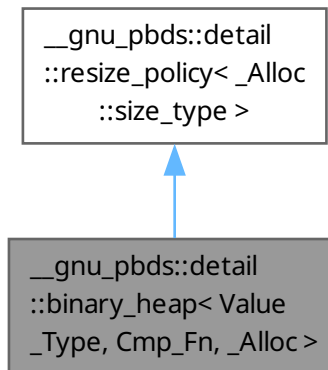 __gnu_pbds::detail
::resize_policy< _Alloc
::size_type >
__gnu_pbds::detail
::binary_heap< Value
_Type, Cmp_Fn, _Alloc >